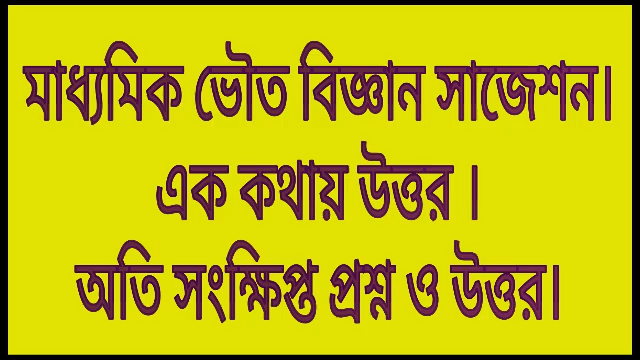 মাধ্যমিক ভৌত বিজ্ঞান সাজেশন।
এক কথায় উত্তর ।
অতি সংক্ষিপ্ত প্রশ্ন ও উত্তর।